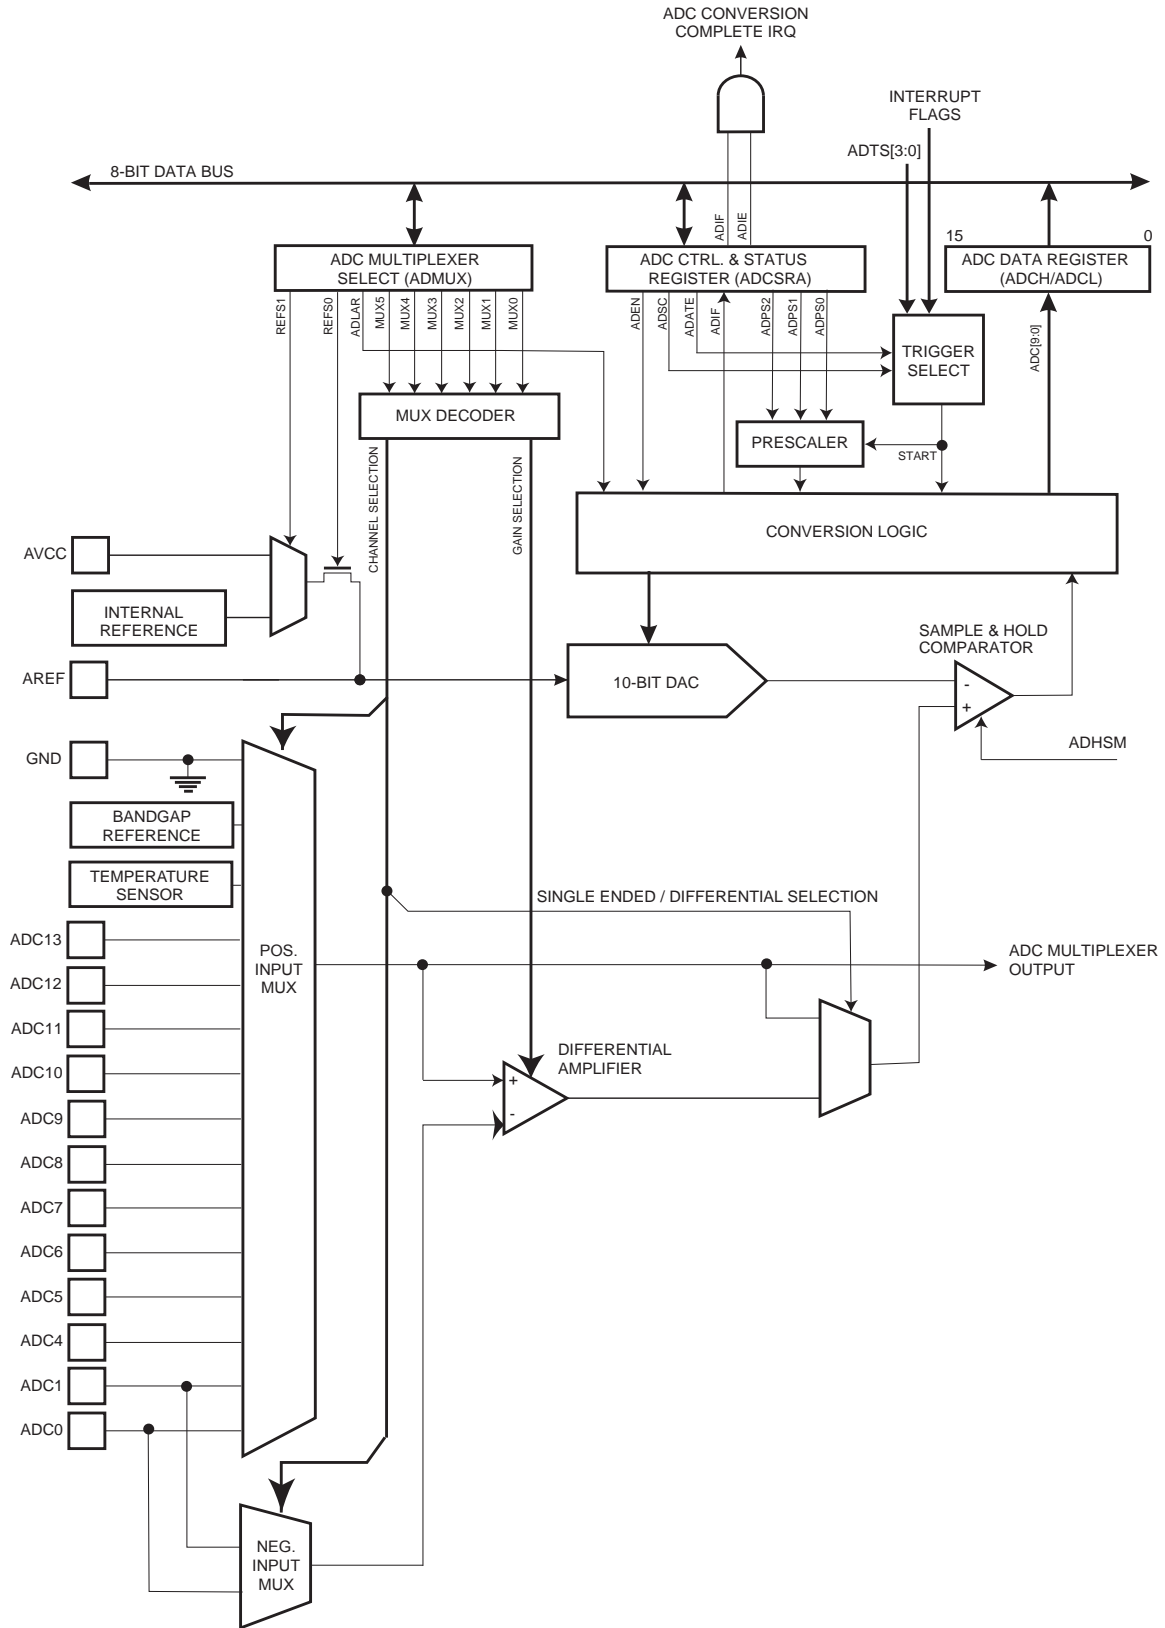 ADC CONVERSION
COMPLETE IRQ
INTERRUPT
FLAGS
ADTS[3:0]
8-BIT DATA BUS
ADIF
ADIE
15
0
ADC MULTIPLEXER
SELECT (ADMUX)
ADC CTRL. & STATUS
REGISTER (ADCSRA)
ADC DATA REGISTER
(ADCH/ADCL)
REFS1
REFS0
ADLAR
MUX5
MUX4
MUX3
MUX2
MUX1
MUX0
ADEN
ADSC
ADATE
ADIF
ADPS2
ADPS1
ADPS0
TRIGGER
SELECT
ADC[9:0]
MUX DECODER
PRESCALER
START
CHANNEL SELECTION
GAIN SELECTION
CONVERSION LOGIC
AVCC
INTERNAL
REFERENCE
SAMPLE & HOLD
COMPARATOR
AREF
10-BIT DAC
-
+
ADHSM
GND
BANDGAP
REFERENCE
TEMPERATURE
SENSOR
SINGLE ENDED / DIFFERENTIAL SELECTION
ADC13
POS.
INPUT
MUX
ADC MULTIPLEXER
OUTPUT
ADC12
ADC11
DIFFERENTIAL
AMPLIFIER
ADC10
+
-
ADC9
ADC8
ADC7
ADC6
ADC5
ADC4
ADC1
ADC0
NEG.
INPUT
MUX